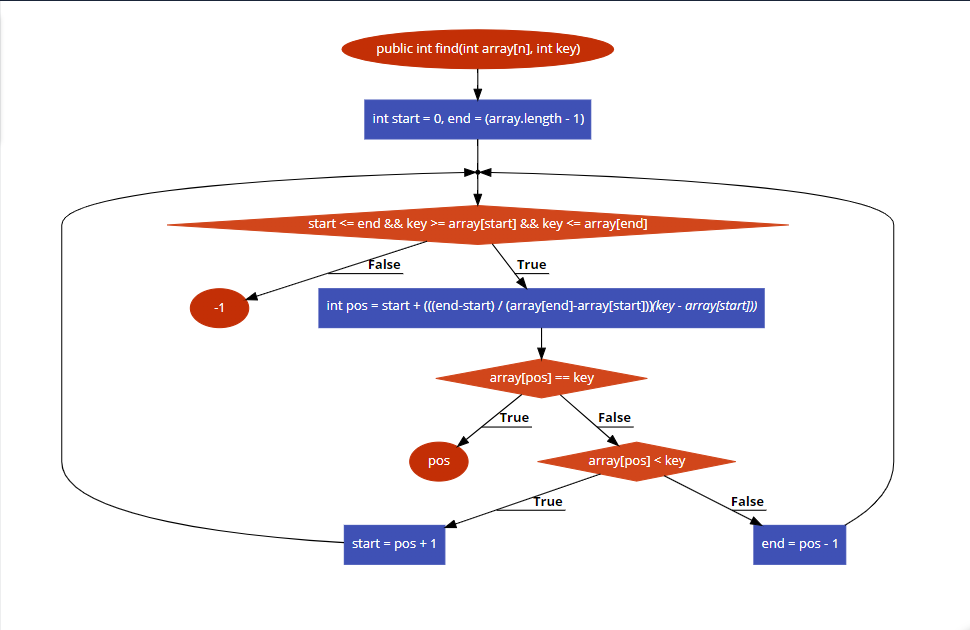 public int find(int array[n], int key)
int start = 0, end = (array.length - 1)
start <= end && key >= array[start] && key <= array[end]
False
True
-1
int pos = start + (((end-start) / (array[end]-array[start]))(key - array[start]))
array[pos] == key
True
False
pos
array[pos] < key
True
False
start = pos + 1
end = pos - 1